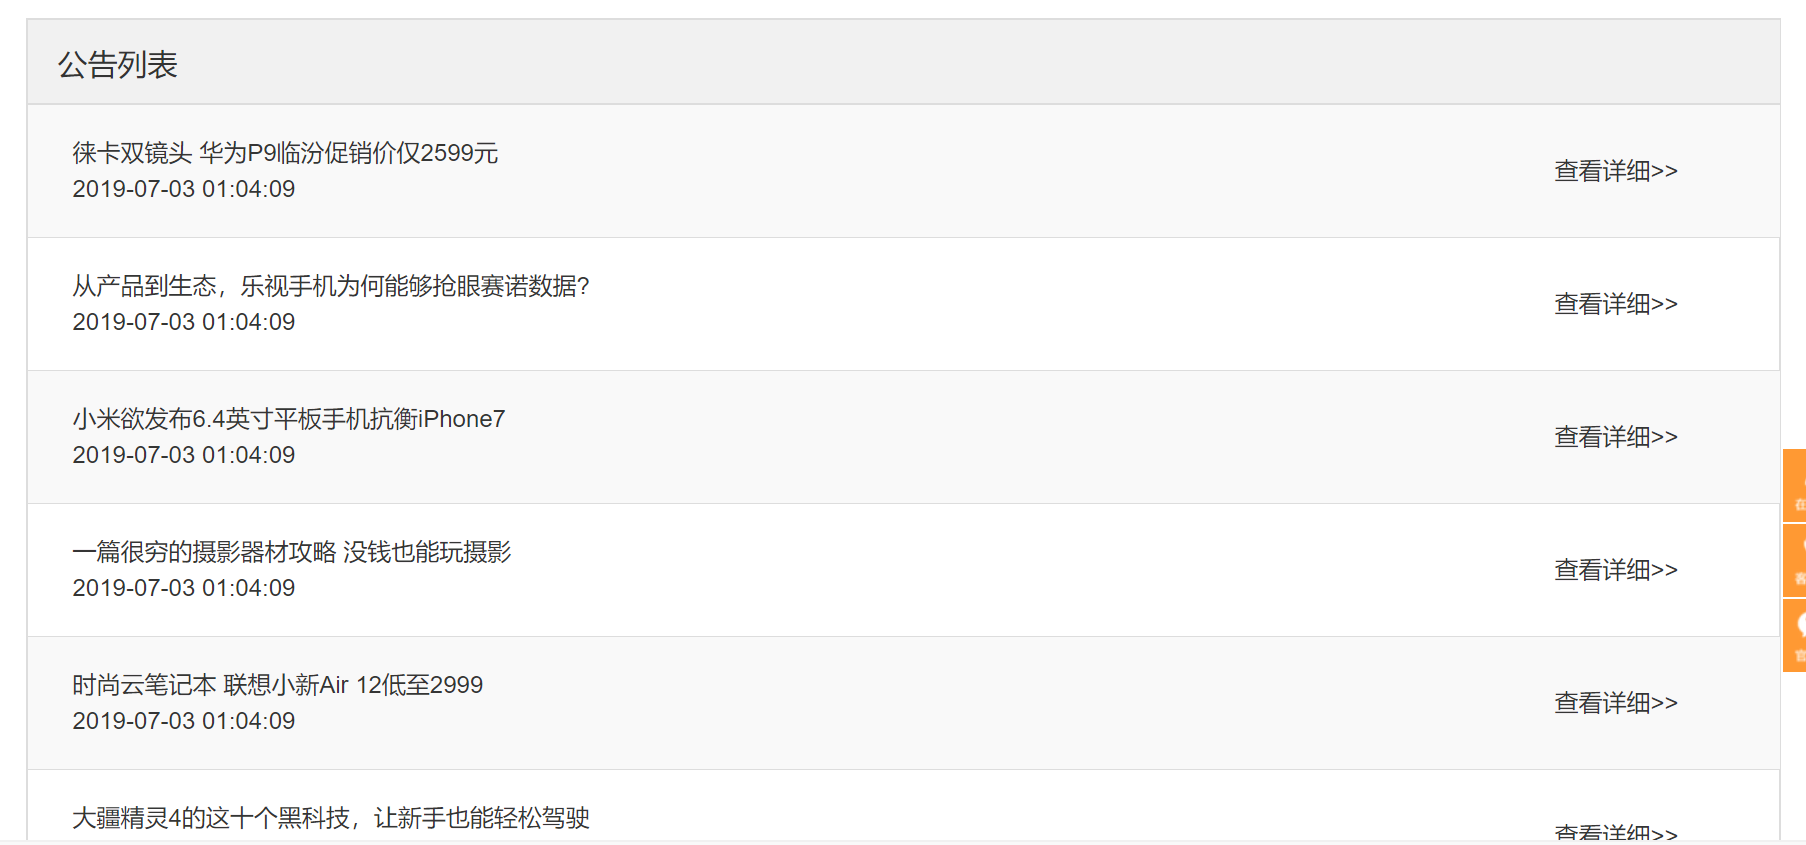 公告列表
徕卡双镜头 华为P9临汾促销价仅2599元
2019-07-03 01:04:09
查看详细>>
从产品到生态，乐视手机为何能够抢眼赛诺数据?
2019-07-03 01:04:09
查看详细>>
小米欲发布6.4英寸平板手机抗衡iPhone7
2019-07-03 01:04:09
查看详细>>
一篇很穷的摄影器材攻略 没钱也能玩摄影
2019-07-03 01:04:09
查看详细>>
时尚云笔记本 联想小新Air 12低至2999
2019-07-03 01:04:09
查看详细>>
大疆精灵4的这十个黑科技，让新手也能轻松驾驶
查看详细>>
在
客
官